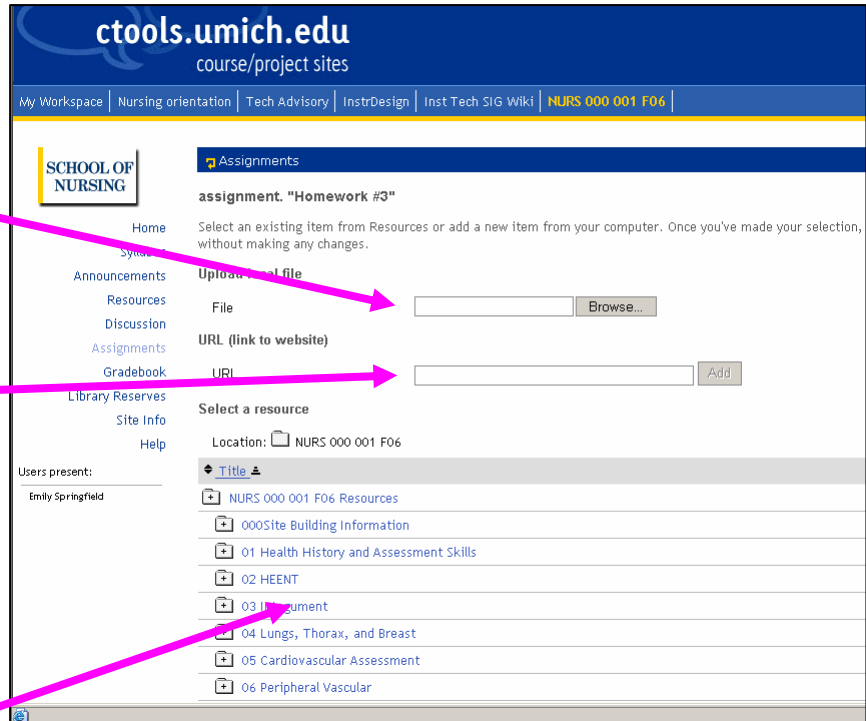 ctools.umich.edu
course/project sites
My Workspace | Nursing orientation | Tech Advisory | InstrDesign | Inst Tech SIG Wiki | NURS 000 001 F06 |
SCHOOL OF
NURSING
Home
Announcements
Resources
Discussion
Assignments
Gradebook
Library Reserves
Site Info
Help
Users present:
Emily Springfield
Assignments
assignment. "Homework #3"
Select an existing item from Resources or add a new item from your computer. Once you've made your selection,
without making any changes.
Upload local file
File
Browse...
URL (link to website)
URL
Add
Select a resource
Location: NURS 000 001 F06
Title
NURS 000 001 F06 Resources
000Site Building Information
01 Health History and Assessment Skills
02 HEENT
03
04 Lungs, Thorax, and Breast
05 Cardiovascular Assessment
06 Peripheral Vascular